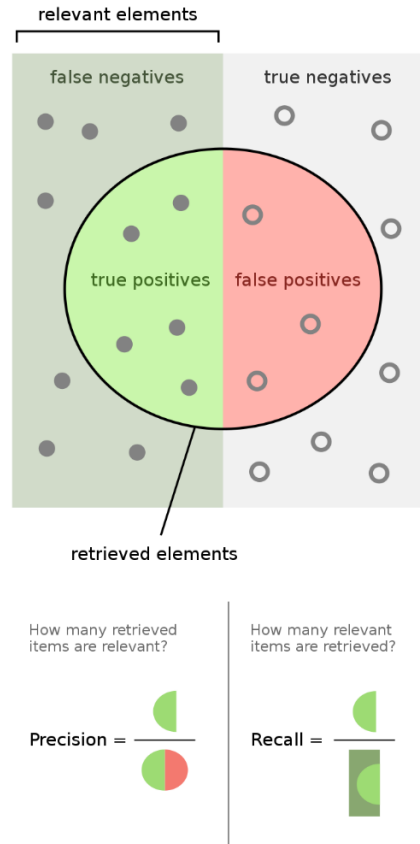 relevant elements
false negatives
true negatives
true positives
false positives
retrieved elements
How many retrieved
items are relevant?
Precision =
How many relevant
items are retrieved?
Recall =